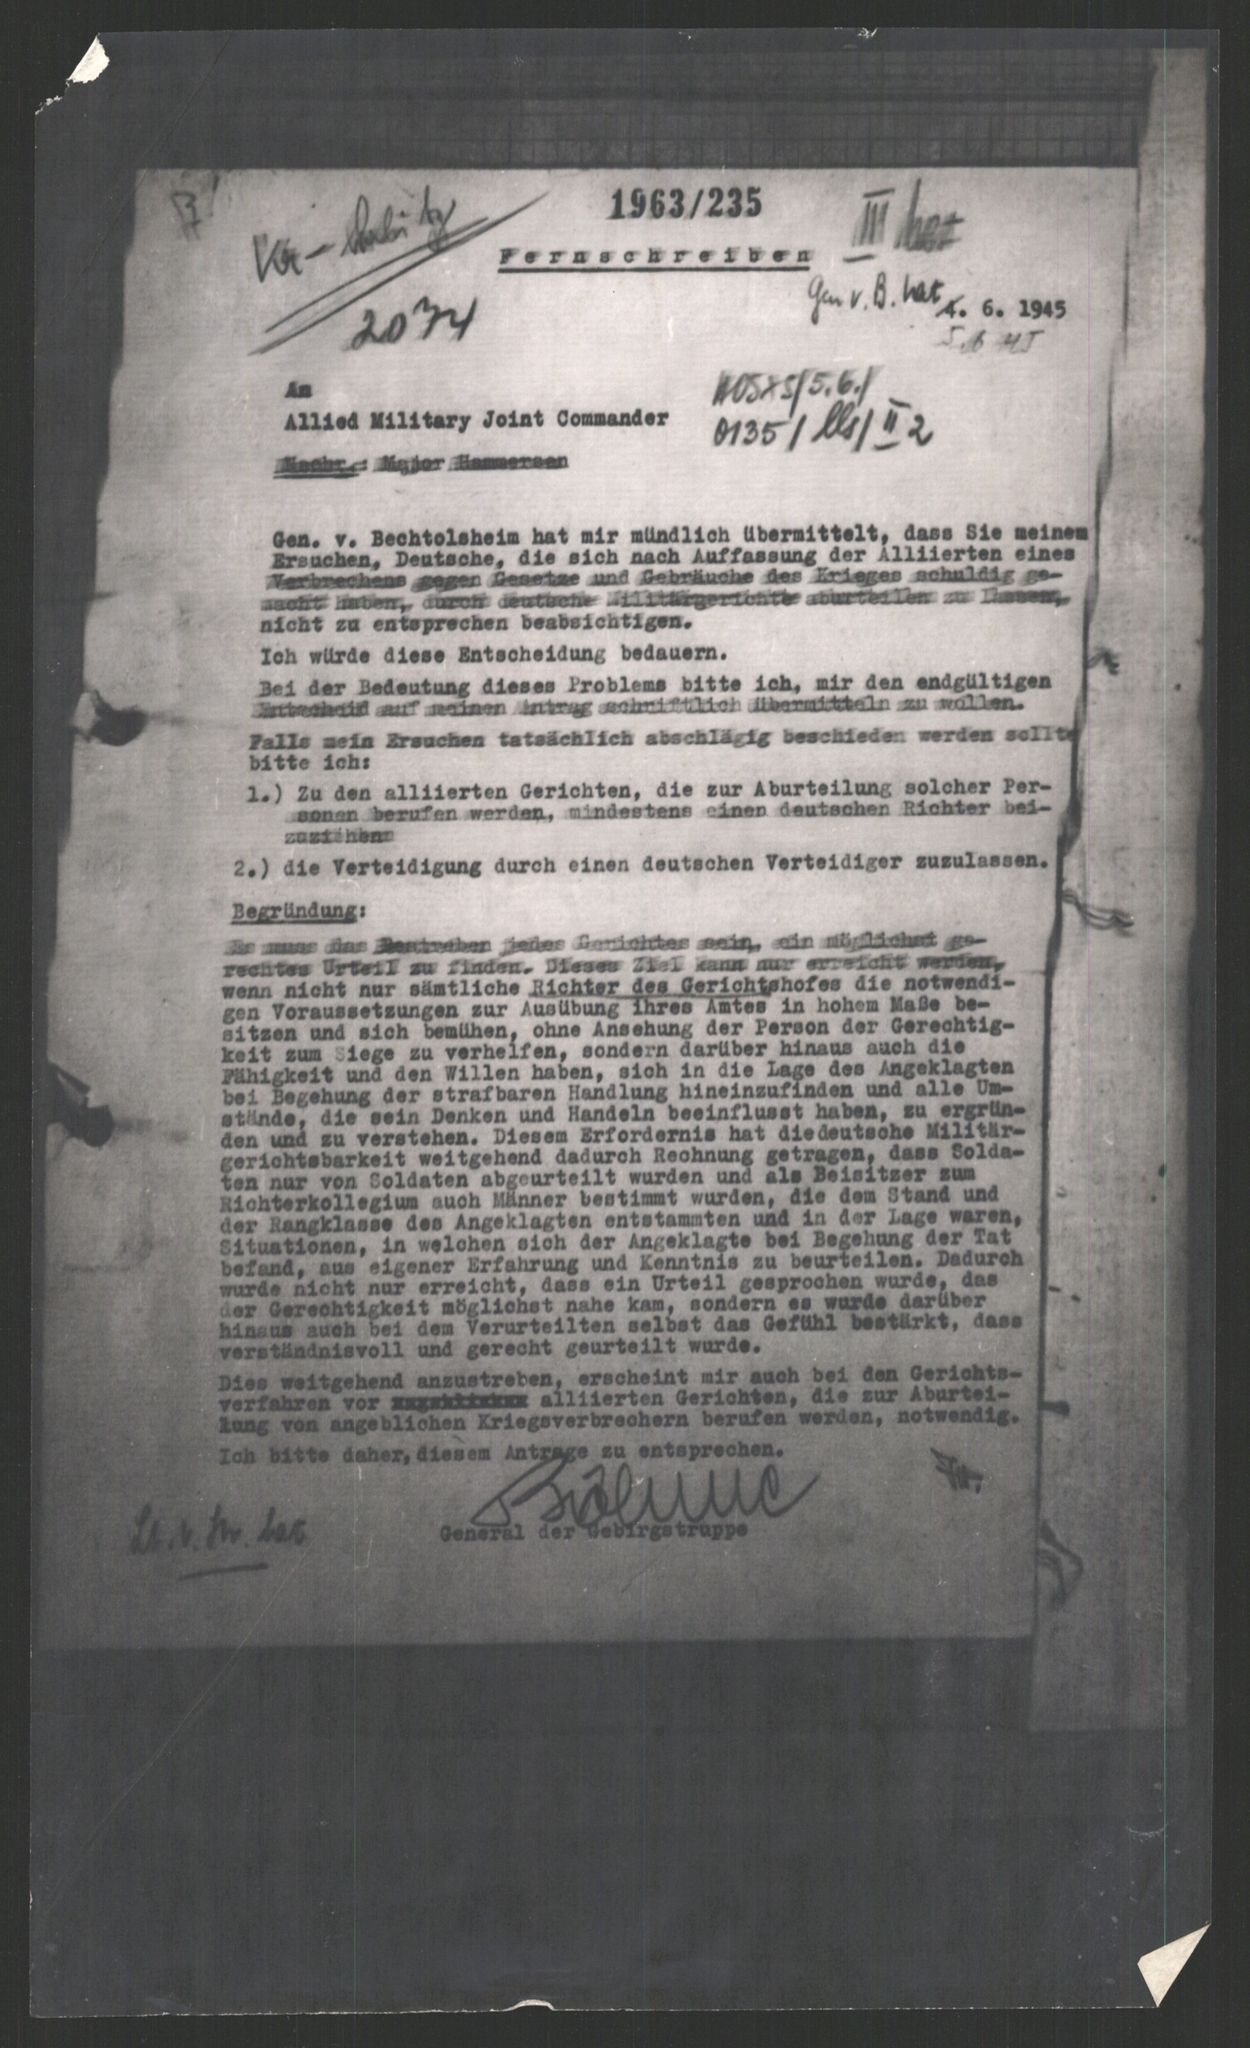 1963/235
Fernschreiben
III hat
Gen v. B. hat
4. 6. 1945
5.6 45
2074
An
Allied Military Joint Commander
/5.6./
0135 / / II 2
Nachr.: Major Hammersen
Gen. v. Bechtolsheim hat mir mündlich übermittelt, dass Sie meinem
Ersuchen, Deutsche, die sich nach Auffassung der Alliierten eines
Verbrechens gegen Gesetze und Gebräuche des Krieges schuldig ge-
macht haben, durch deutsche Militärgerichte aburteilen zu lassen,
nicht zu entsprechen beabsichtigen.
Ich würde diese Entscheidung bedauern.
Bei der Bedeutung dieses Problems bitte ich, mir den endgültigen
Entscheid auf meinen Antrag schriftlich übermitteln zu wollen.
Falls mein Ersuchen tatsächlich abschlägig beschieden werden sollte
bitte ich:
1.) Zu den alliierten Gerichten, die zur Aburteilung solcher Per-
sonen berufen werden, mindestens einen deutschen Richter bei-
zuziehen
2.) die Verteidigung durch einen deutschen Verteidiger zuzulassen.
Begründung:
Es muss das Bestreben jedes Gerichtes sein, ein möglichst ge-
rechtes Urteil zu finden. Dieses Ziel kann nur erreicht werden,
wenn nicht nur sämtliche Richter des Gerichtshofes die notwendi-
gen Voraussetzungen zur Ausübung ihres Amtes in hohem Maße be-
sitzen und sich bemühen, ohne Ansehung der Person der Gerechtig-
keit zum Siege zu verhelfen, sondern darüber hinaus auch die
Fähigkeit und den Willen haben, sich in die Lage des Angeklagten
bei Begehung der strafbaren Handlung hineinzufinden und alle Um-
stände, die sein Denken und Handeln beeinflusst haben, zu ergrün-
den und zu verstehen. Diesem Erfordernis hat diedeutsche Militär-
gerichtsbarkeit weitgehend dadurch Rechnung getragen, dass Solda-
ten nur von Soldaten abgeurteilt wurden und als Beisitzer zum
Richterkollegium auch Männer bestimmt wurden, die dem Stand und
der Rangklasse des Angeklagten entstammten und in der Lage waren,
Situationen, in welchen sich der Angeklagte bei Begehung der Tat
befand, aus eigener Erfahrung und Kenntnis zu beurteilen. Dadurch
wurde nicht nur erreicht, dass ein Urteil gesprochen wurde, das
der Gerechtigkeit möglichst nahe kam, sondern es wurde darüber
hinaus auch bei dem Verurteilten selbst das Gefühl bestärkt, dass
verständnisvoll und gerecht geurteilt wurde.
Dies weitgehend anzustreben, erscheint mir auch bei den Gerichts-
verfahren vor alliierten Gerichten, die zur Aburtei-
lung von angeblichen Kriegsverbrechern berufen werden, notwendig.
Ich bitte daher, diesem Antrage zu entsprechen.
Böhme
General der Gebirgstruppe
hat